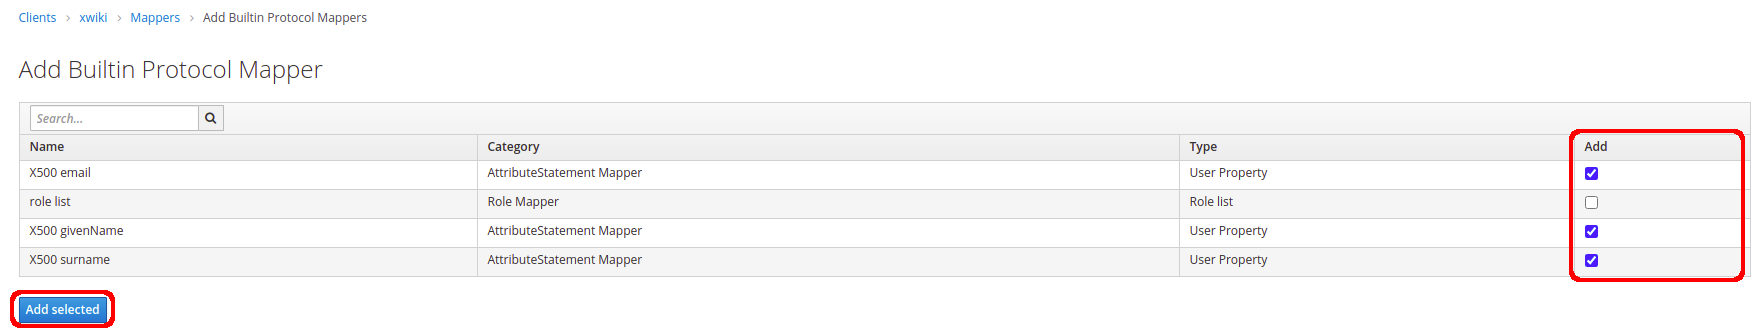 Clients > xwiki > Mappers > Add Builtin Protocol Mappers
Add Builtin Protocol Mapper
Search...
Name Category Type Add
X500 email AttributeStatement Mapper User Property
role list Role Mapper Role list
X500 givenName AttributeStatement Mapper User Property
X500 surname AttributeStatement Mapper User Property
Add selected